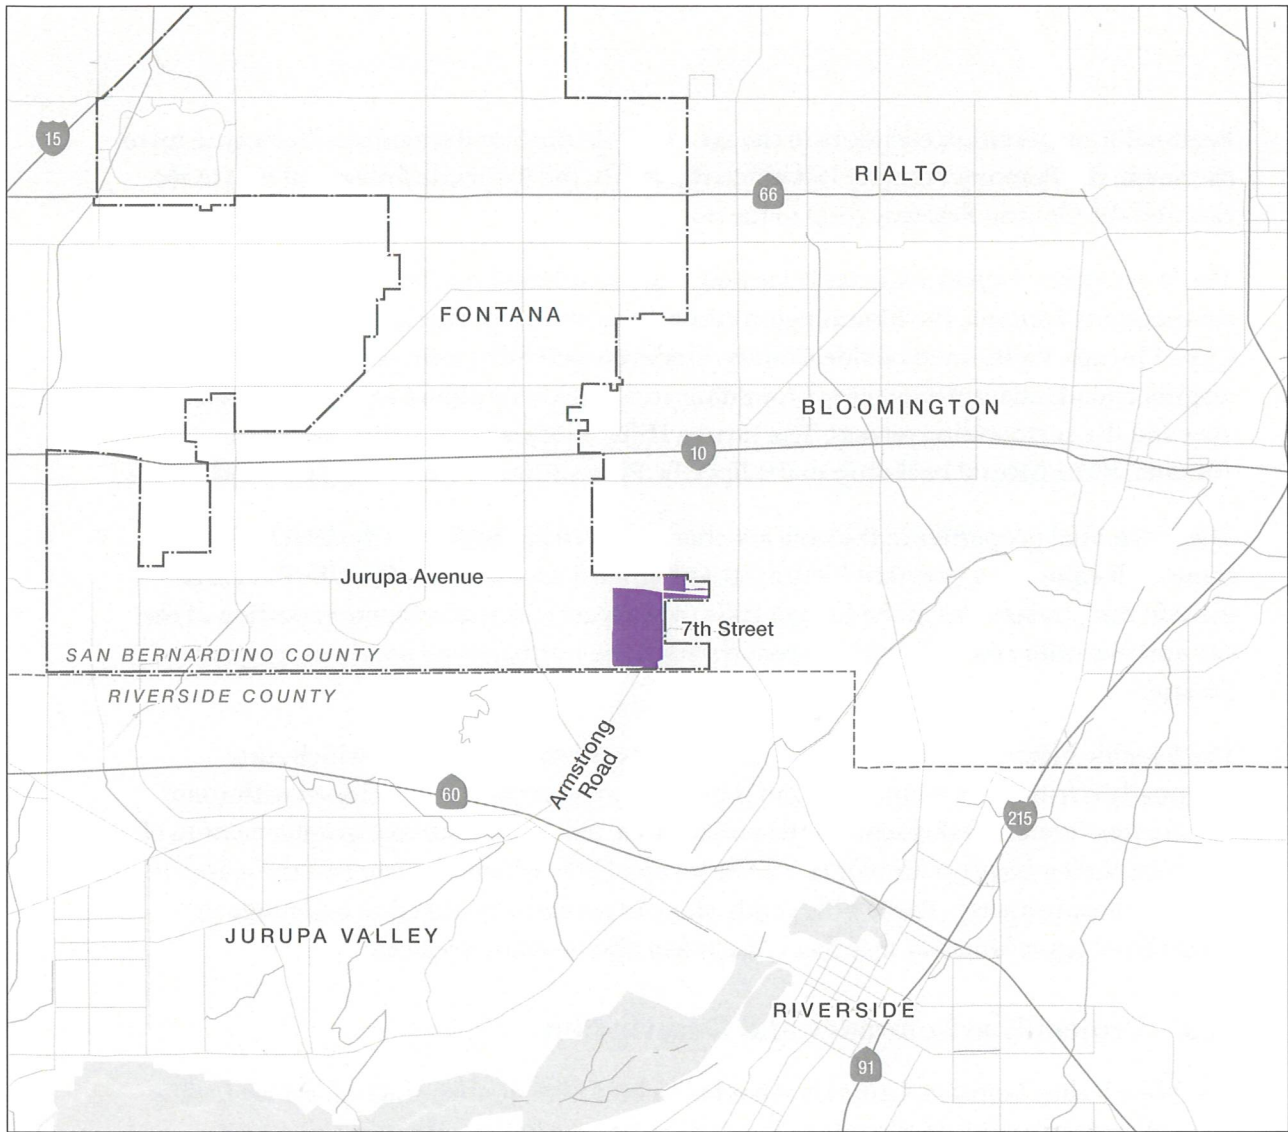 15
66
RIALTO
FONTANA
BLOOMINGTON
10
Jurupa Avenue
7th Street
SAN BERNARDINO COUNTY
RIVERSIDE COUNTY
Armstrong
Road
60
215
JURUPA VALLEY
RIVERSIDE
91